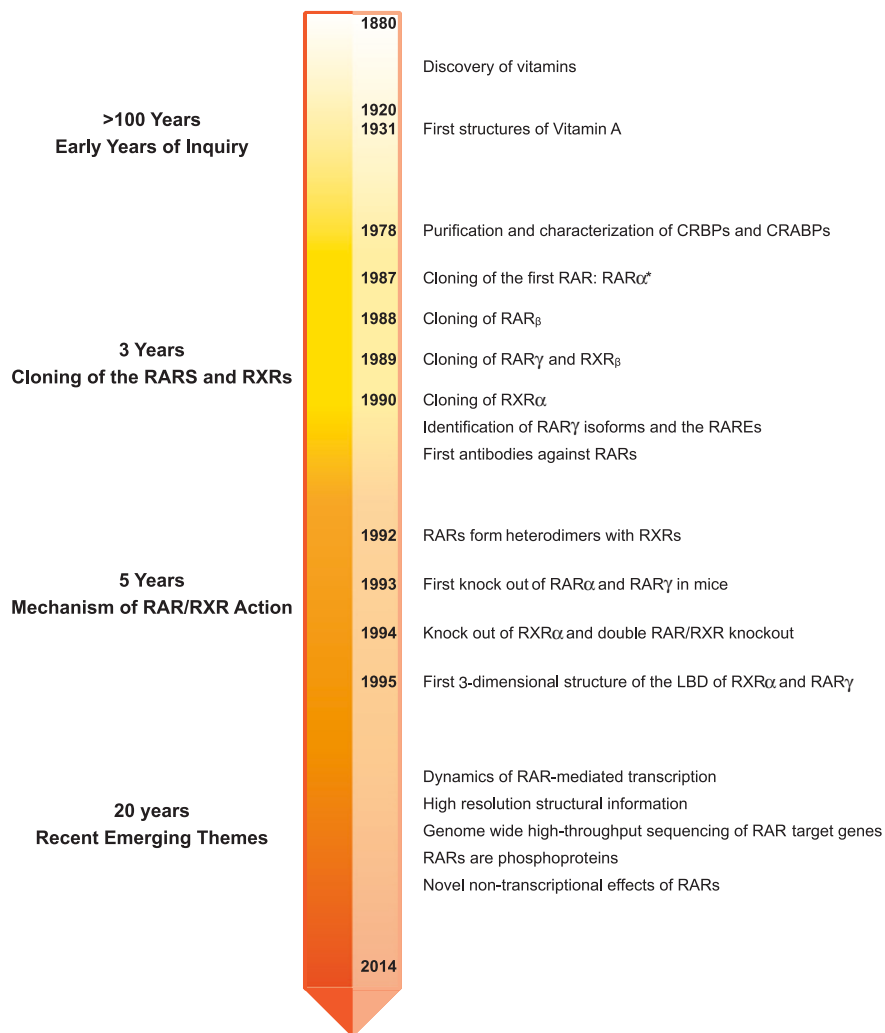 1880
Discovery of vitamins
1920
>100 Years
Early Years of Inquiry
1931 First structures of Vitamin A
1978 Purification and characterization of CRBPs and CRABPs
1987 Cloning of the first RAR: RARα*
1988 Cloning of RARβ
3 Years
Cloning of the RARS and RXRs
1989 Cloning of RARγ and RXRβ
1990 Cloning of RXRα
Identification of RARγ isoforms and the RAREs
First antibodies against RARs
1992 RARs form heterodimers with RXRs
5 Years
Mechanism of RAR/RXR Action
1993 First knock out of RARα and RARγ in mice
1994 Knock out of RXRα and double RAR/RXR knockout
1995 First 3-dimensional structure of the LBD of RXRα and RARγ
20 years
Recent Emerging Themes
Dynamics of RAR-mediated transcription
High resolution structural information
Genome wide high-throughput sequencing of RAR target genes
RARs are phosphoproteins
Novel non-transcriptional effects of RARs
2014